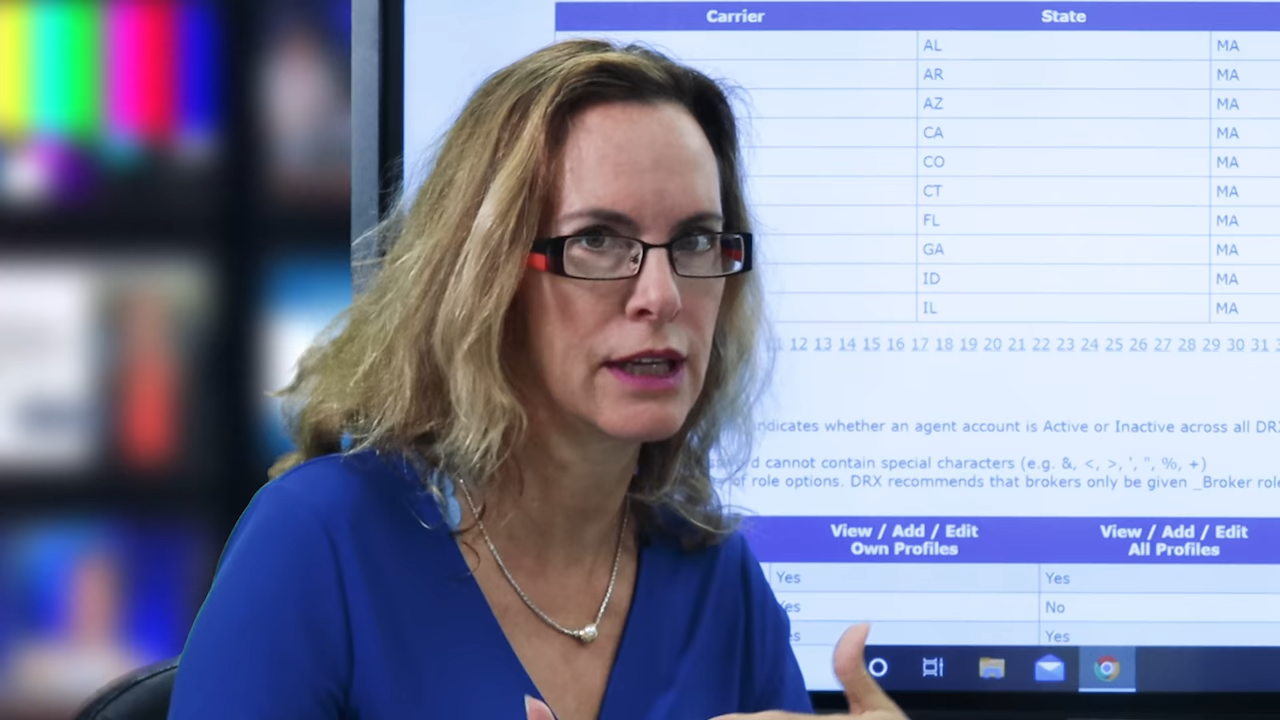 Carrier State
AL MA
AR MA
AZ MA
CA MA
CO MA
CT MA
FL MA
GA MA
ID MA
IL MA
12 13 14 15 16 17 18 19 20 21 22 23 24 25 26 27 28 29 30 31
indicates whether an agent account is Active or Inactive across all DRX
cannot contain special characters (e.g. &, <, >, ', ", %, +)
of role options. DRX recommends that brokers only be given _Broker role
View / Add / Edit View / Add / Edit
Own Profiles All Profiles
Yes Yes
Yes No
Yes